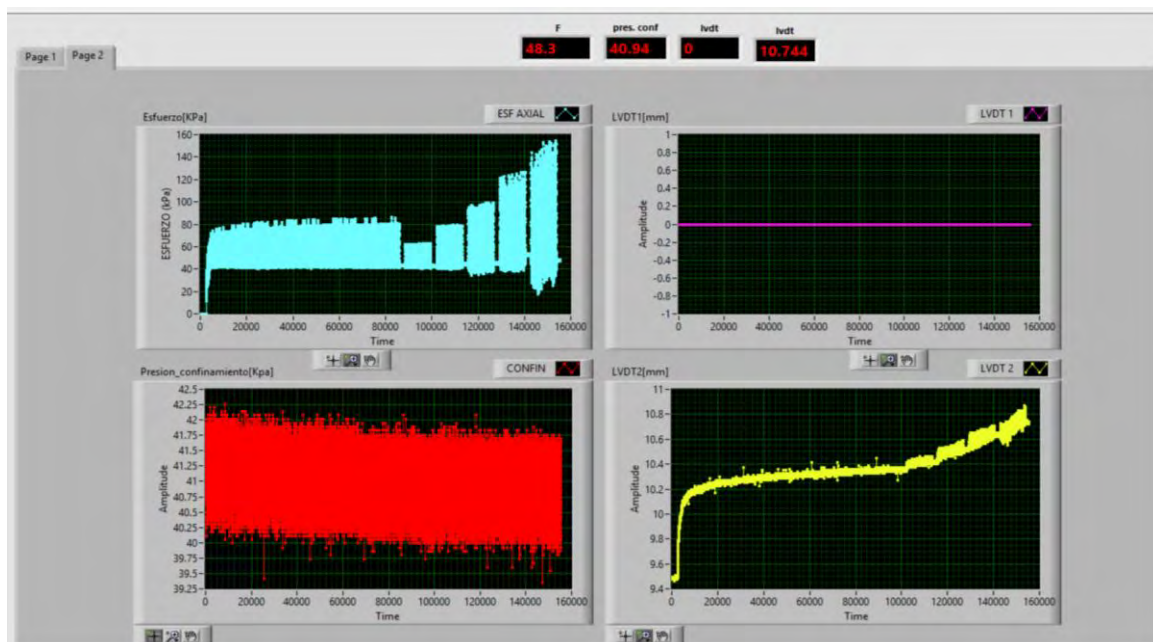 F pres. conf lvdt lvdt
48.3 40.94 0 10.744
Page 1 Page 2
Esfuerzo[KPa] ESF AXIAL
160
140
120
100
80
60
40
20
0
ESFUERZO (kPa)
0 20000 40000 60000 80000 100000 120000 140000 160000
Time
LVDT1[mm] LVDT 1
1
0.8
0.6
0.4
0.2
0
-0.2
-0.4
-0.6
-0.8
-1
Amplitude
0 20000 40000 60000 80000 100000 120000 140000 160000
Time
Presion_confinamiento[Kpa] CONFIN
42.5
42.25
42
41.75
41.5
41.25
41
40.75
40.5
40.25
40
39.75
39.5
39.25
Amplitude
0 20000 40000 60000 80000 100000 120000 140000 160000
Time
LVDT2[mm] LVDT 2
11
10.8
10.6
10.4
10.2
10
9.8
9.6
9.4
Amplitude
0 20000 40000 60000 80000 100000 120000 140000 160000
Time